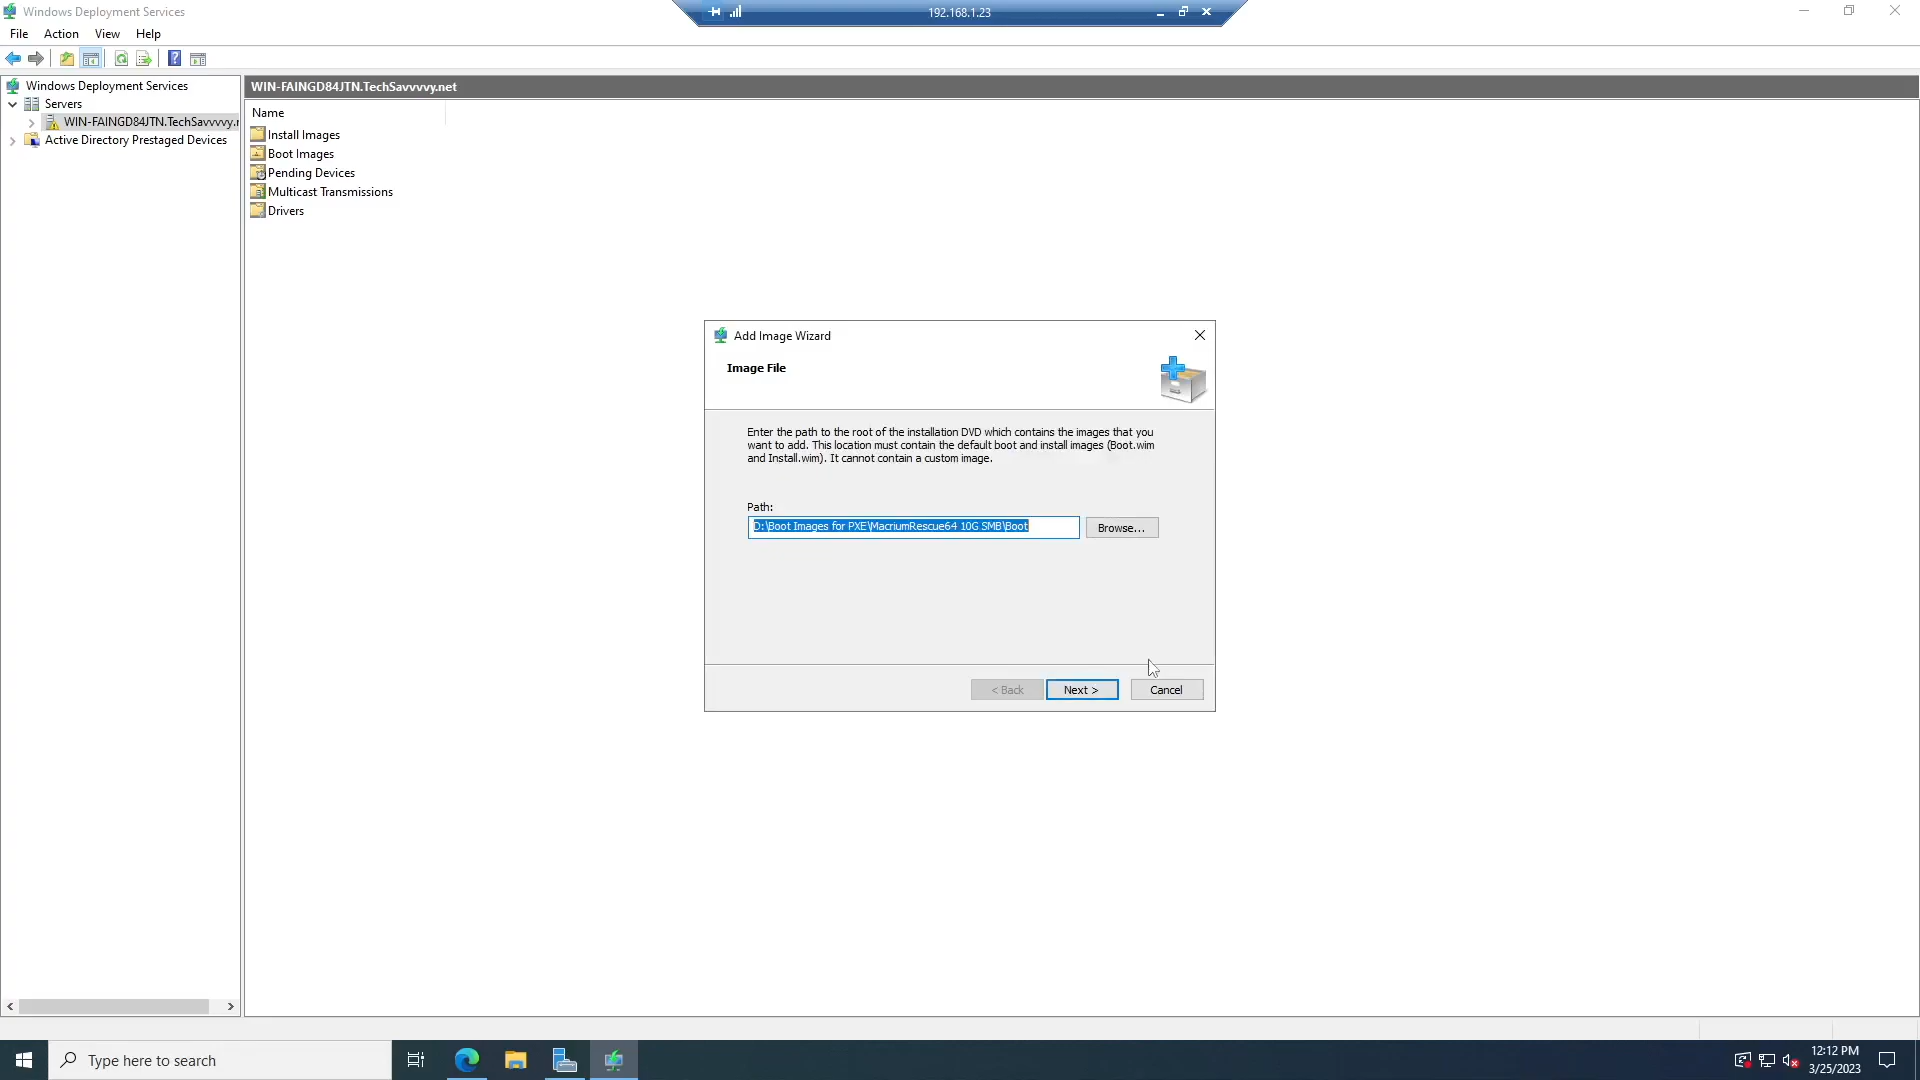 Windows Deployment Services
192.168.1.23
File Action View Help
Windows Deployment Services
Servers
WIN-FAINGD84JTN.TechSavvvvy.r
Active Directory Prestaged Devices
WIN-FAINGD84JTN.TechSavvvvy.net
Name
Install Images
Boot Images
Pending Devices
Multicast Transmissions
Drivers
Add Image Wizard
Image File
Enter the path to the root of the installation DVD which contains the images that you
want to add. This location must contain the default boot and install images (Boot.wim
and Install.wim). It cannot contain a custom image.
Path:
D:\Boot Images for PXE\MacriumRescue64 10G SMB\Boot
Browse...
< Back Next > Cancel
Type here to search
12:12 PM
3/25/2023